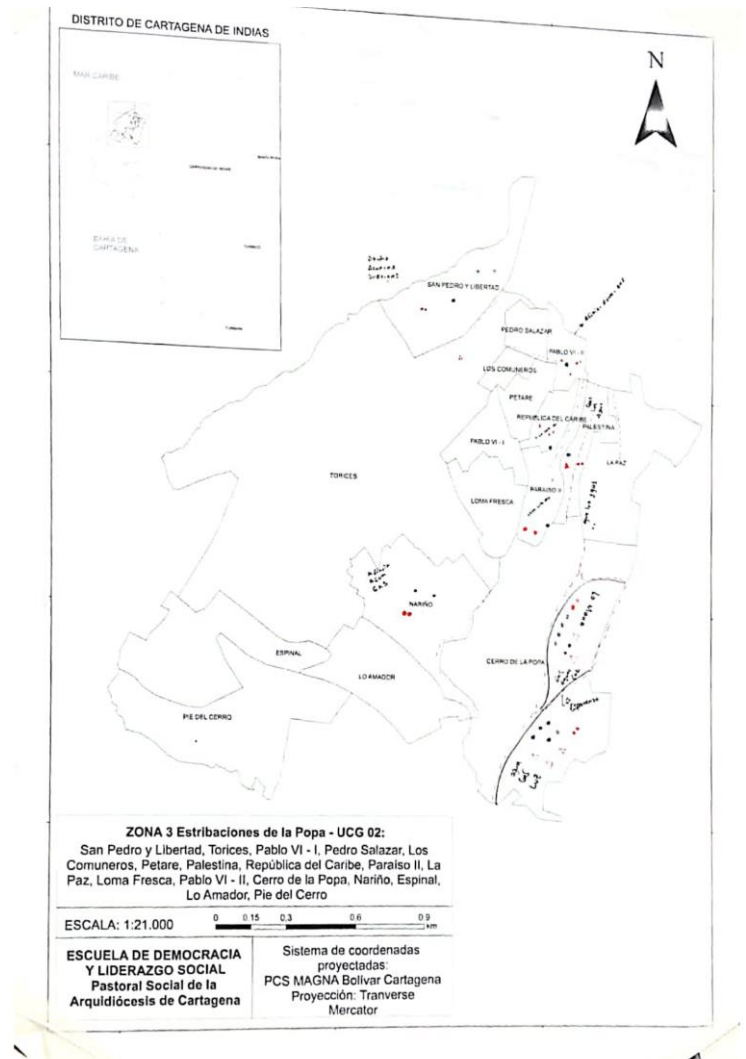 DISTRITO DE CARTAGENA DE INDIAS
MAR CARIBE
BAHÍA DE
CARTAGENA
N
SAN PEDRO Y LIBERTAD
PEDRO SALAZAR
PABLO VI - II
LOS COMUNEROS
PETARE
REPÚBLICA DEL CARIBE
PALESTINA
PABLO VI - I
LA PAZ
TORICES
LOMA FRESCA
PARAISO II
NARIÑO
ESPINAL
LO AMADOR
CERRO DE LA POPA
PIE DEL CERRO
ZONA 3 Estribaciones de la Popa - UCG 02:
San Pedro y Libertad, Torices, Pablo VI - I, Pedro Salazar, Los
Comuneros, Petare, Palestina, República del Caribe, Paraiso II, La
Paz, Loma Fresca, Pablo VI - II, Cerro de la Popa, Nariño, Espinal,
Lo Amador, Pie del Cerro
ESCALA: 1:21.000
0 0.15 0.3 0.6 0.9
km
ESCUELA DE DEMOCRACIA
Y LIDERAZGO SOCIAL
Pastoral Social de la
Arquidiócesis de Cartagena
Sistema de coordenadas
proyectadas:
PCS MAGNA Bolívar Cartagena
Proyección: Tranverse
Mercator